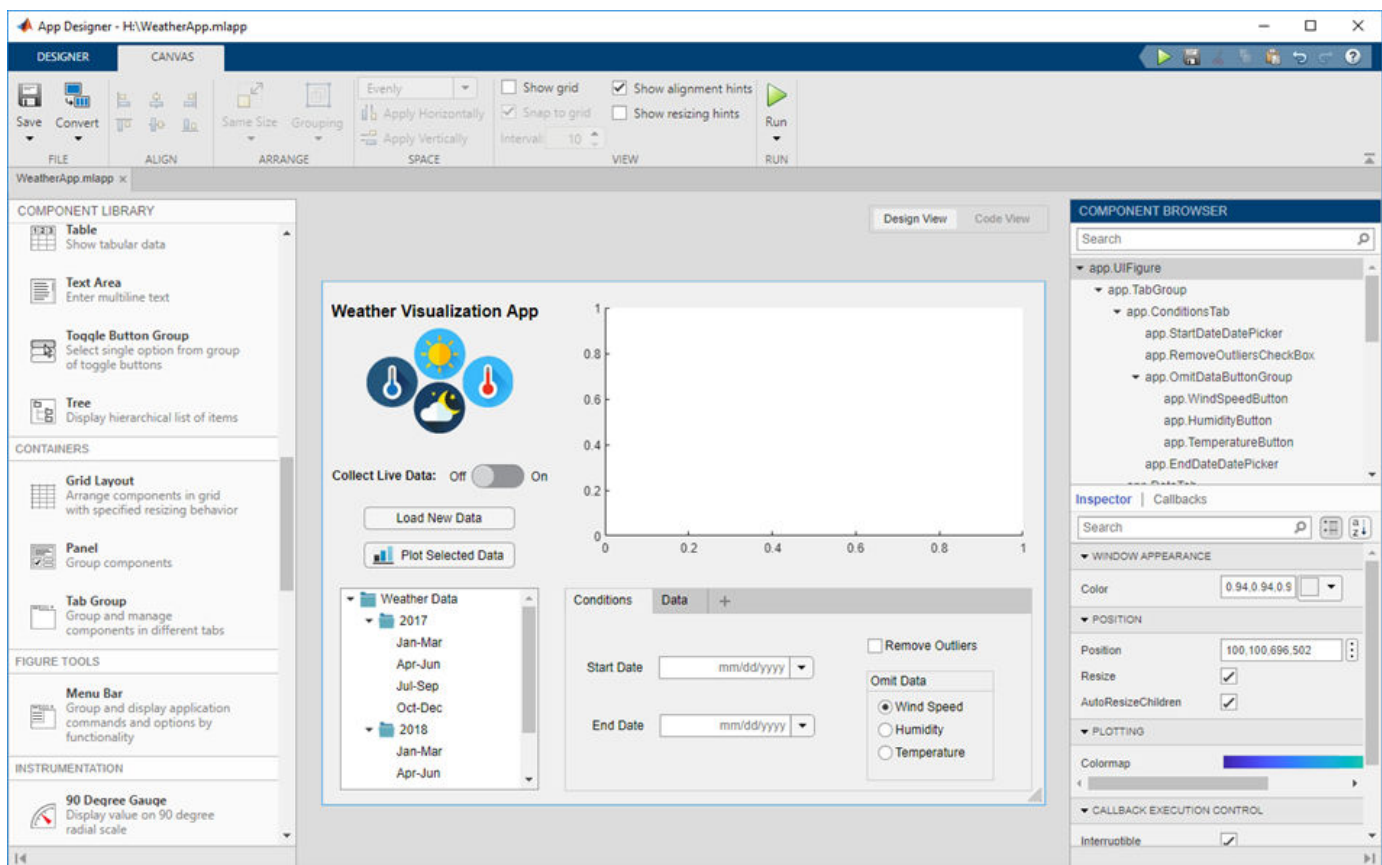 App Designer - H:\WeatherApp.mlapp
DESIGNER CANVAS
Save Convert
FILE
ALIGN
Same Size Grouping
ARRANGE
Evenly
Apply Horizontally
Apply Vertically
SPACE
Show grid Show alignment hints
Snap to grid Show resizing hints
Interval: 10
VIEW
Run
RUN
WeatherApp.mlapp ×
COMPONENT LIBRARY
Table
Show tabular data
Text Area
Enter multiline text
Toggle Button Group
Select single option from group
of toggle buttons
Tree
Display hierarchical list of items
CONTAINERS
Grid Layout
Arrange components in grid
with specified resizing behavior
Panel
Group components
Tab Group
Group and manage
components in different tabs
FIGURE TOOLS
Menu Bar
Group and display application
commands and options by
functionality
INSTRUMENTATION
90 Degree Gauge
Display value on 90 degree
radial scale
Design View Code View
Weather Visualization App
Collect Live Data: Off On
Load New Data
Plot Selected Data
1
0.8
0.6
0.4
0.2
0
0 0.2 0.4 0.6 0.8 1
Weather Data
2017
Jan-Mar
Apr-Jun
Jul-Sep
Oct-Dec
2018
Jan-Mar
Apr-Jun
Conditions Data +
Start Date mm/dd/yyyy
End Date mm/dd/yyyy
Remove Outliers
Omit Data
Wind Speed
Humidity
Temperature
COMPONENT BROWSER
Search
app.UIFigure
app.TabGroup
app.ConditionsTab
app.StartDateDatePicker
app.RemoveOutliersCheckBox
app.OmitDataButtonGroup
app.WindSpeedButton
app.HumidityButton
app.TemperatureButton
app.EndDateDatePicker
app.DataTab
Inspector | Callbacks
Search
WINDOW APPEARANCE
Color 0.94,0.94,0.9
POSITION
Position 100,100,696,502
Resize
AutoResizeChildren
PLOTTING
Colormap
CALLBACK EXECUTION CONTROL
Interruptible